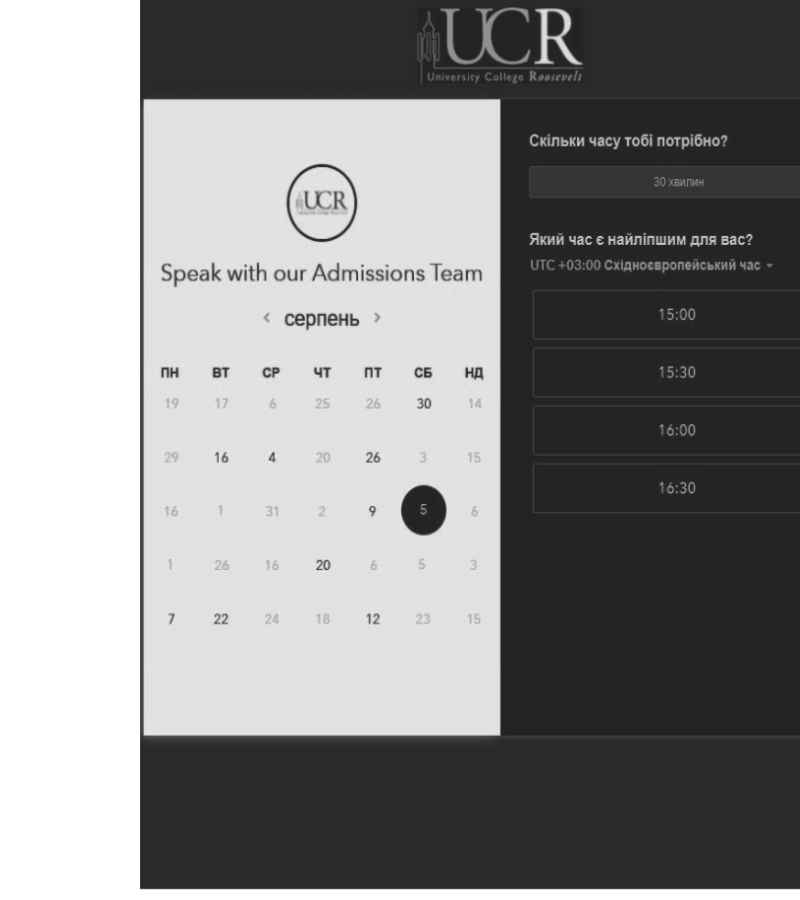 UCR
University College Roosevelt
UCR
Speak with our Admissions Team
< серпень >
ПН ВТ СР ЧТ ПТ СБ НД
19 17 6 25 26 30 14
29 16 4 20 26 3 15
16 1 31 2 9 5 6
1 26 16 20 6 5 3
7 22 24 18 12 23 15
Скільки часу тобі потрібно?
30 хвилин
Який час є найліпшим для вас?
UTC +03:00 Східноєвропейський час
15:00
15:30
16:00
16:30